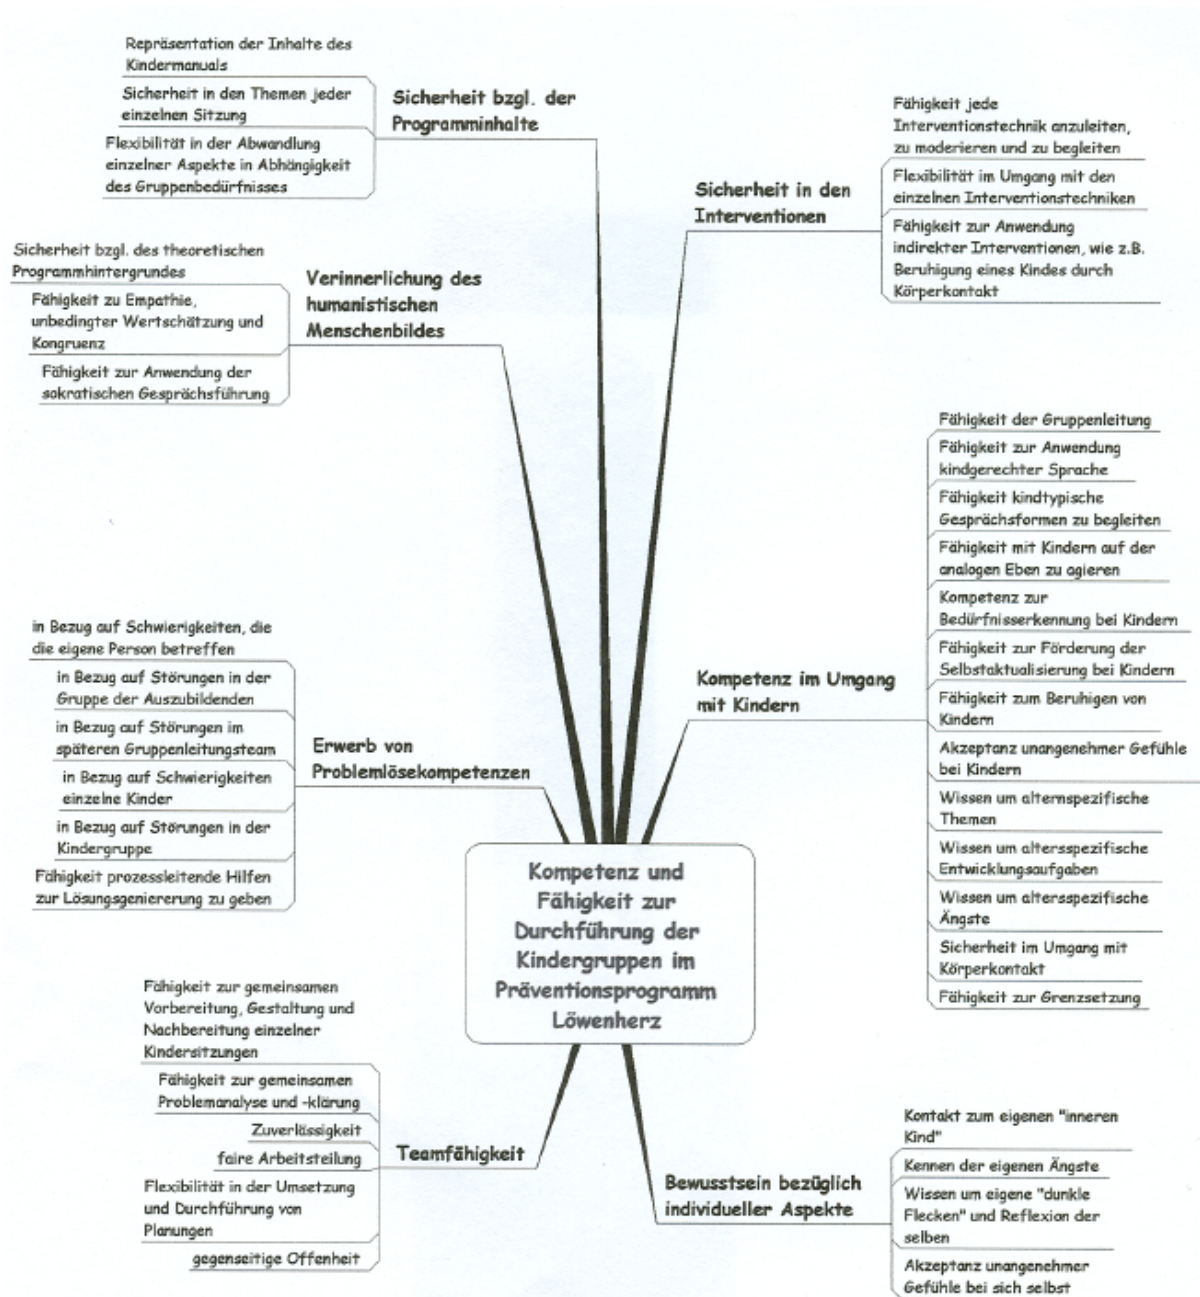 Repräsentation der Inhalte des
Kindermanuals
Sicherheit in den Themen jeder
einzelnen Sitzung
Flexibilität in der Abwandlung
einzelner Aspekte in Abhängigkeit
des Gruppenbedürfnisses
Sicherheit bzgl. der
Programminhalte
Sicherheit bzgl. des theoretischen
Programmhintergrundes
Fähigkeit zu Empathie,
unbedingter Wertschätzung und
Kongruenz
Fähigkeit zur Anwendung der
sokratischen Gesprächsführung
Verinnerlichung des
humanistischen
Menschenbildes
in Bezug auf Schwierigkeiten, die
die eigene Person betreffen
in Bezug auf Störungen in der
Gruppe der Auszubildenden
in Bezug auf Störungen im
späteren Gruppenleitungsteam
in Bezug auf Schwierigkeiten
einzelne Kinder
in Bezug auf Störungen in der
Kindergruppe
Fähigkeit prozessleitende Hilfen
zur Lösungsgeniererung zu geben
Erwerb von
Problemlösekompetenzen
Fähigkeit zur gemeinsamen
Vorbereitung, Gestaltung und
Nachbereitung einzelner
Kindersitzungen
Fähigkeit zur gemeinsamen
Problemanalyse und -klärung
Zuverlässigkeit
faire Arbeitsteilung
Flexibilität in der Umsetzung
und Durchführung von
Planungen
gegenseitige Offenheit
Teamfähigkeit
Kompetenz und
Fähigkeit zur
Durchführung der
Kindergruppen im
Präventionsprogramm
Löwenherz
Sicherheit in den
Interventionen
Fähigkeit jede
Interventionstechnik anzuleiten,
zu moderieren und zu begleiten
Flexibilität im Umgang mit den
einzelnen Interventionstechniken
Fähigkeit zur Anwendung
indirekter Interventionen, wie z.B.
Beruhigung eines Kindes durch
Körperkontakt
Kompetenz im Umgang
mit Kindern
Fähigkeit der Gruppenleitung
Fähigkeit zur Anwendung
kindgerechter Sprache
Fähigkeit kindtypische
Gesprächsformen zu begleiten
Fähigkeit mit Kindern auf der
analogen Eben zu agieren
Kompetenz zur
Bedürfnisserkennung bei Kindern
Fähigkeit zur Förderung der
Selbstaktualisierung bei Kindern
Fähigkeit zum Beruhigen von
Kindern
Akzeptanz unangenehmer Gefühle
bei Kindern
Wissen um alternspezifische
Themen
Wissen um altersspezifische
Entwicklungsaufgaben
Wissen um altersspezifische
Ängste
Sicherheit im Umgang mit
Körperkontakt
Fähigkeit zur Grenzsetzung
Bewusstsein bezüglich
individueller Aspekte
Kontakt zum eigenen "inneren
Kind"
Kennen der eigenen Ängste
Wissen um eigene "dunkle
Flecken" und Reflexion der
selben
Akzeptanz unangenehmer
Gefühle bei sich selbst